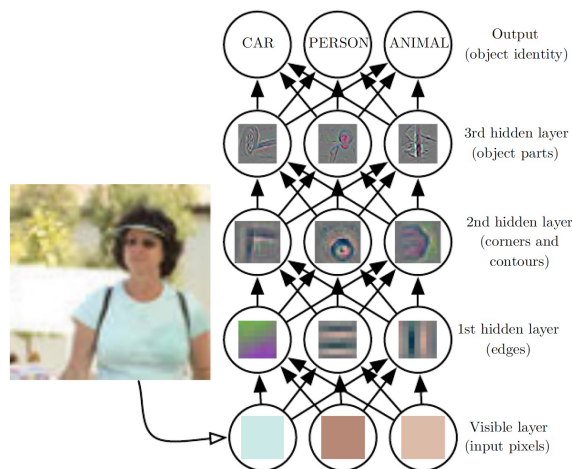 CAR
PERSON
ANIMAL
Output
(object identity)
3rd hidden layer
(object parts)
2nd hidden layer
(corners and
contours)
1st hidden layer
(edges)
Visible layer
(input pixels)